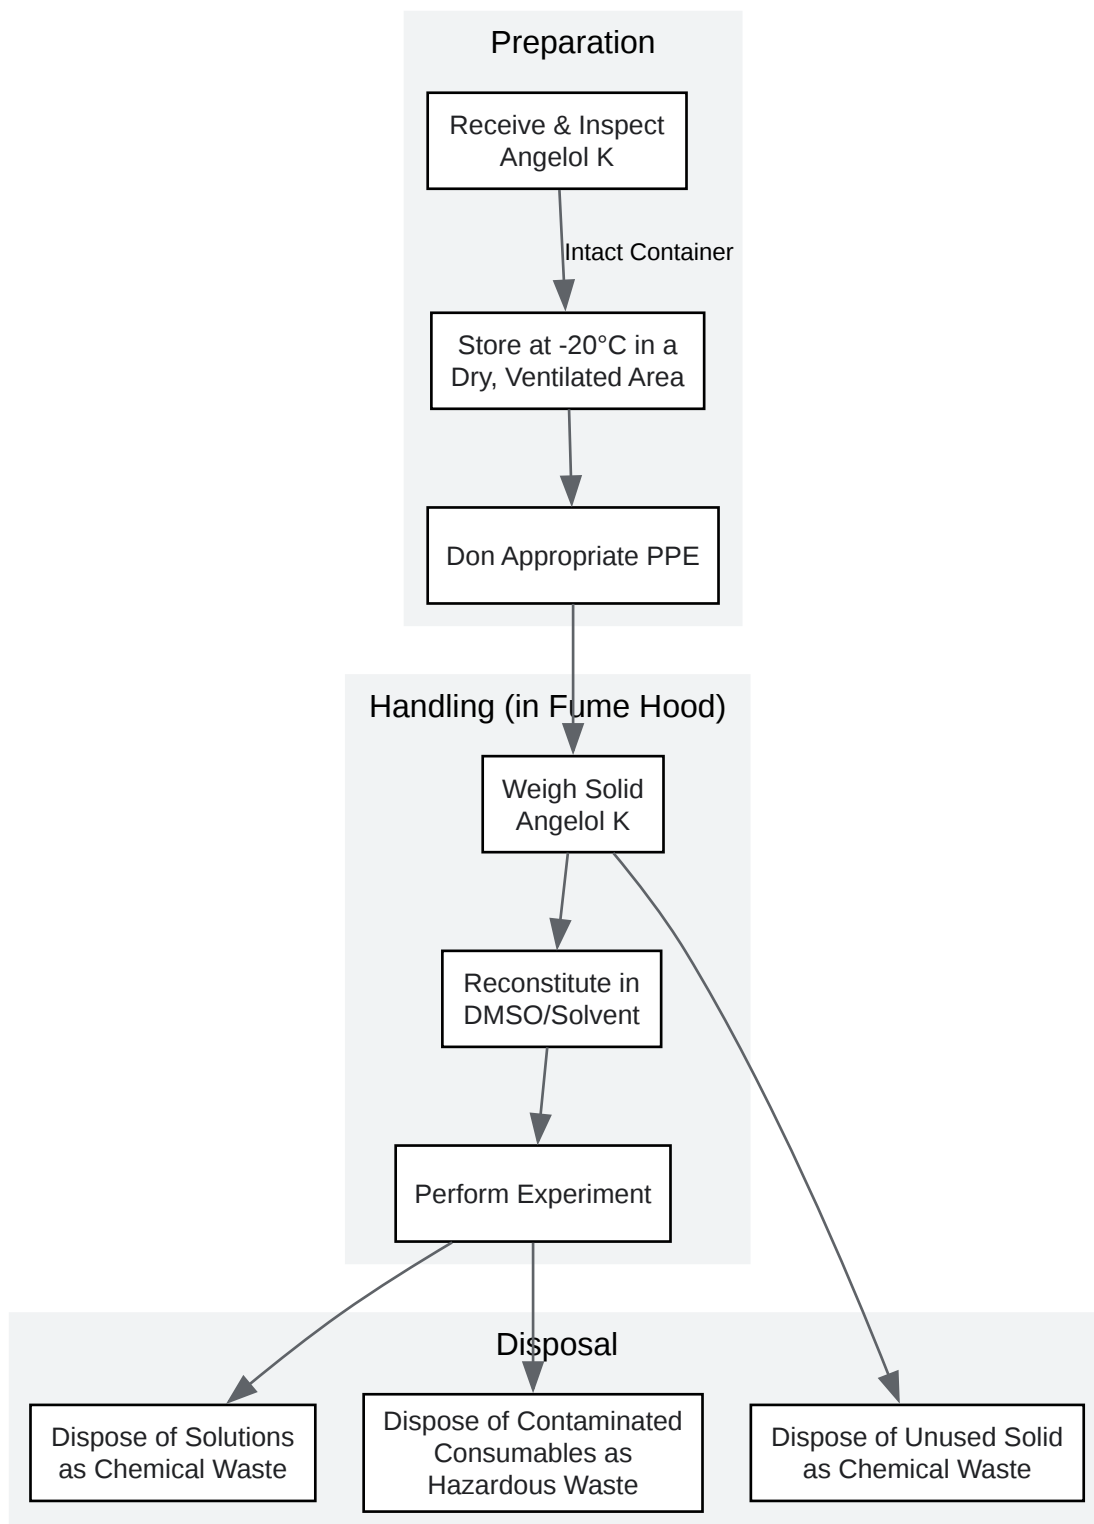 Preparation
Receive & Inspect
Angelol K
Intact Container
Store at -20°C in a
Dry, Ventilated Area
Don Appropriate PPE
Handling (in Fume Hood)
Weigh Solid
Angelol K
Reconstitute in
DMSO/Solvent
Perform Experiment
Disposal
Dispose of Solutions
as Chemical Waste
Dispose of Contaminated
Consumables as
Hazardous Waste
Dispose of Unused Solid
as Chemical Waste